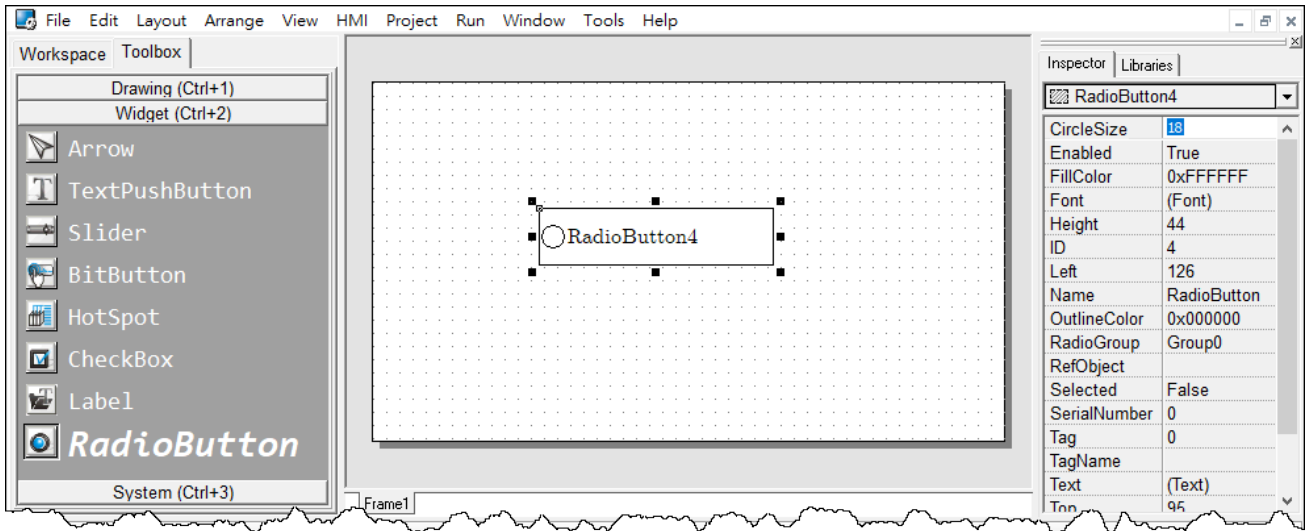 File Edit Layout Arrange View HMI Project Run Window Tools Help
Workspace Toolbox
Drawing (Ctrl+1)
Widget (Ctrl+2)
Arrow
TextPushButton
Slider
BitButton
HotSpot
CheckBox
Label
RadioButton
System (Ctrl+3)
RadioButton4
Frame1
Inspector Libraries
RadioButton4
CircleSize 18
Enabled True
FillColor 0xFFFFFF
Font (Font)
Height 44
ID 4
Left 126
Name RadioButton
OutlineColor 0x000000
RadioGroup Group0
RefObject
Selected False
SerialNumber 0
Tag 0
TagName
Text (Text)
Top 95